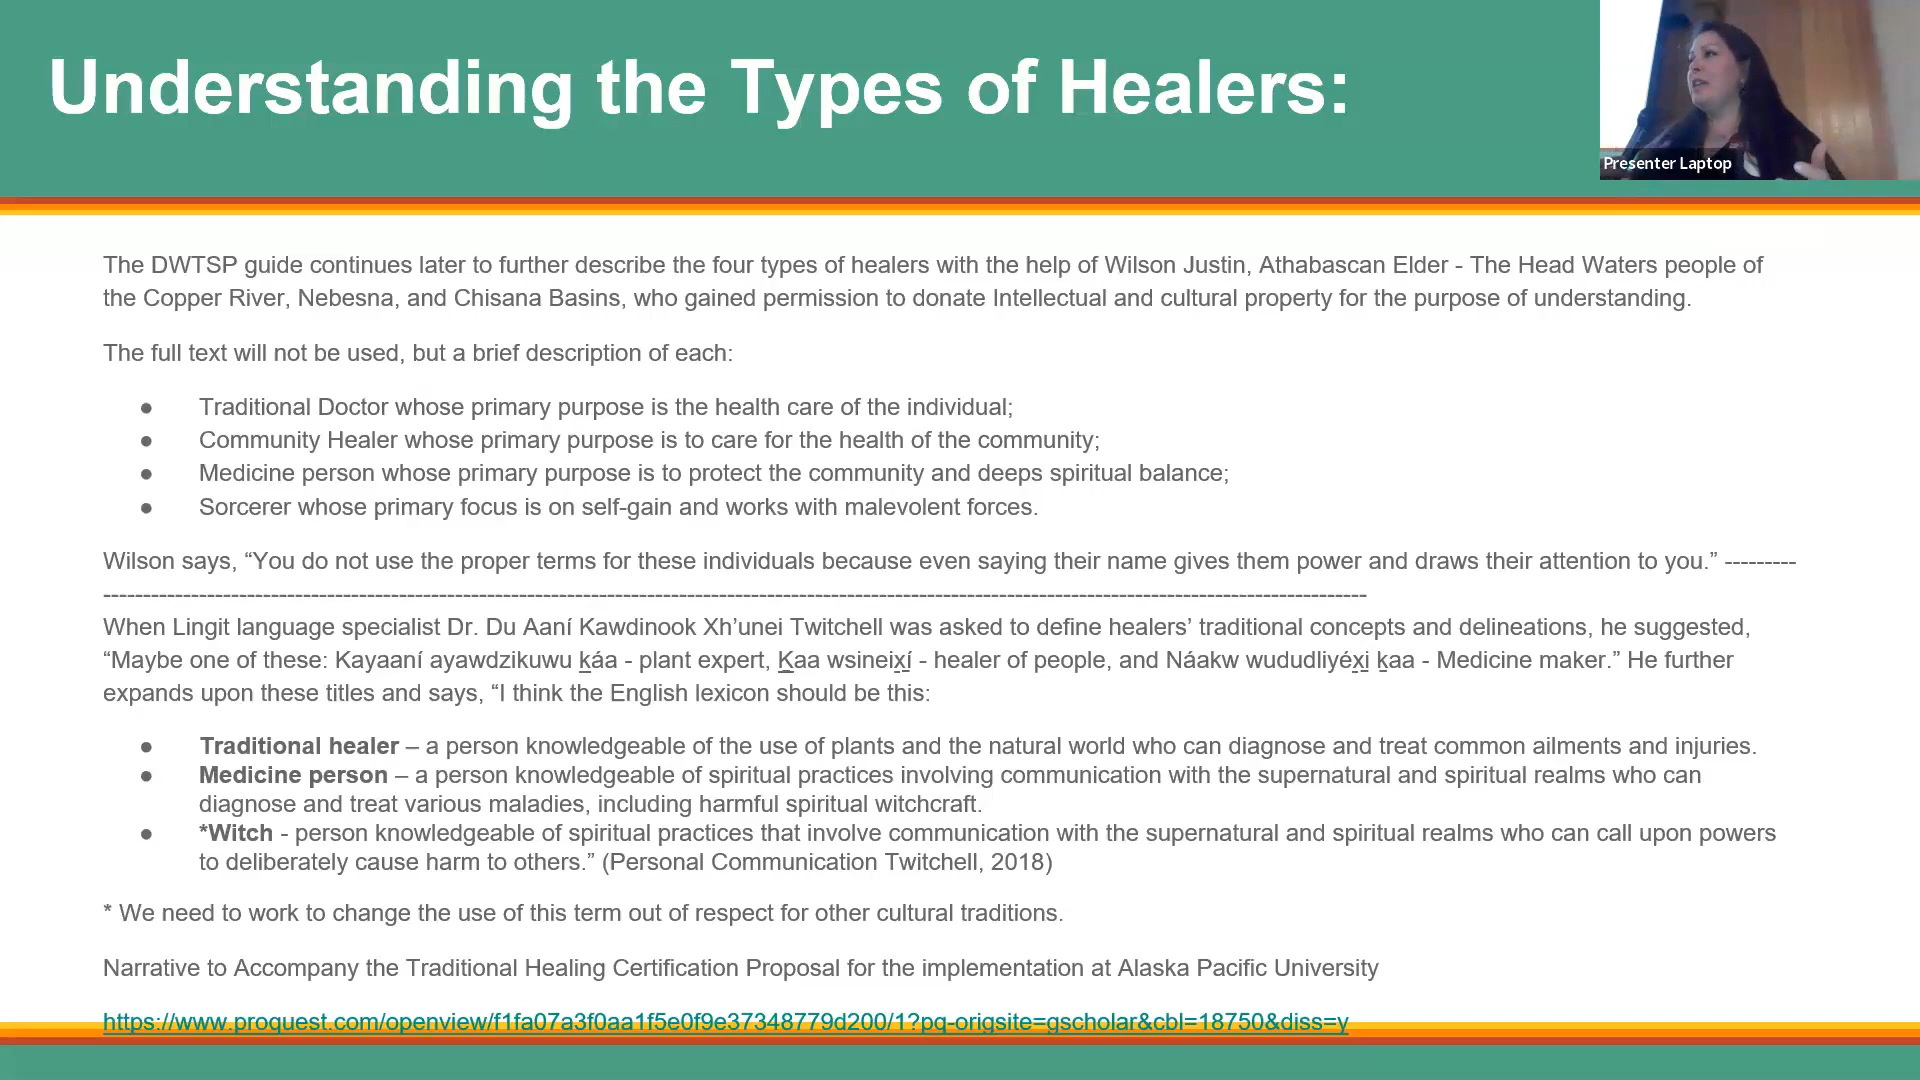 Understanding the Types of Healers:
Presenter Laptop
The DWTSP guide continues later to further describe the four types of healers with the help of Wilson Justin, Athabascan Elder - The Head Waters people of
the Copper River, Nebesna, and Chisana Basins, who gained permission to donate Intellectual and cultural property for the purpose of understanding.
The full text will not be used, but a brief description of each:
● Traditional Doctor whose primary purpose is the health care of the individual;
● Community Healer whose primary purpose is to care for the health of the community;
● Medicine person whose primary purpose is to protect the community and deeps spiritual balance;
● Sorcerer whose primary focus is on self-gain and works with malevolent forces.
Wilson says, “You do not use the proper terms for these individuals because even saying their name gives them power and draws their attention to you.” ---------
--------------------------------------------------------------------------------------------------------------------------------------------------------------
When Lingit language specialist Dr. Du Aaní Kawdinook Xh’unei Twitchell was asked to define healers’ traditional concepts and delineations, he suggested,
“Maybe one of these: Kayaaní ayawdzikuwu ḵáa - plant expert, Ḵaa wsineix̱í - healer of people, and Náakw wududliyéx̱i ḵaa - Medicine maker.” He further
expands upon these titles and says, “I think the English lexicon should be this:
● Traditional healer – a person knowledgeable of the use of plants and the natural world who can diagnose and treat common ailments and injuries.
● Medicine person – a person knowledgeable of spiritual practices involving communication with the supernatural and spiritual realms who can
diagnose and treat various maladies, including harmful spiritual witchcraft.
● *Witch - person knowledgeable of spiritual practices that involve communication with the supernatural and spiritual realms who can call upon powers
to deliberately cause harm to others.” (Personal Communication Twitchell, 2018)
* We need to work to change the use of this term out of respect for other cultural traditions.
Narrative to Accompany the Traditional Healing Certification Proposal for the implementation at Alaska Pacific University
https://www.proquest.com/openview/f1fa07a3f0aa1f5e0f9e37348779d200/1?pq-origsite=gscholar&cbl=18750&diss=y